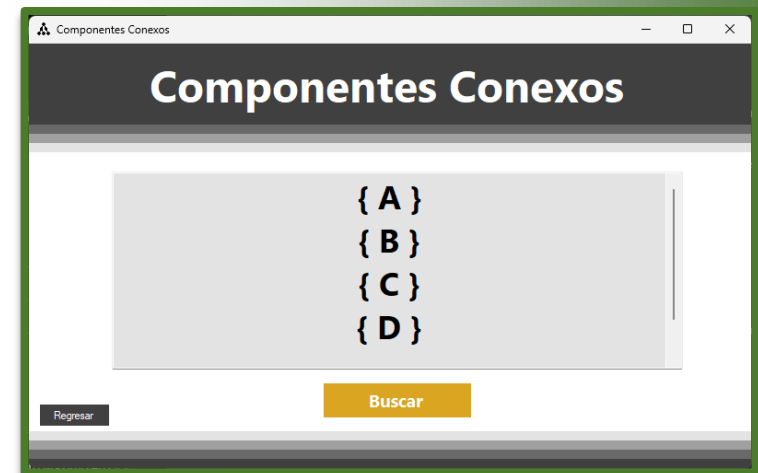 Componentes Conexos
Componentes Conexos
{ A }
{ B }
{ C }
{ D }
Buscar
Regresar